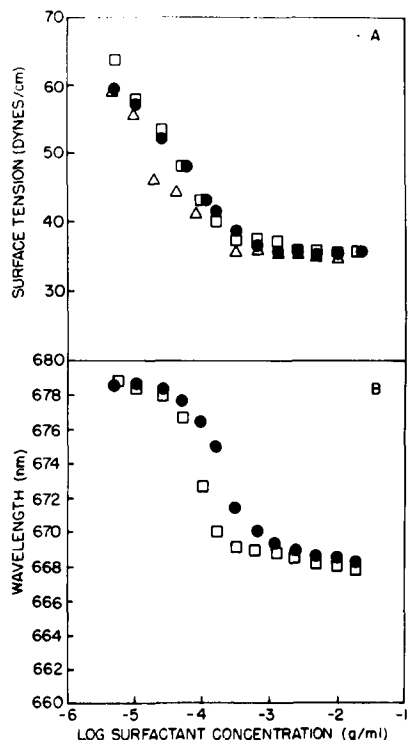 70
A
60
50
40
30
SURFACE TENSION (DYNES/cm)
680
B
678
676
674
672
670
668
666
664
662
660
WAVELENGTH (nm)
-6 -5 -4 -3 -2 -1
LOG SURFACTANT CONCENTRATION (g/ml)